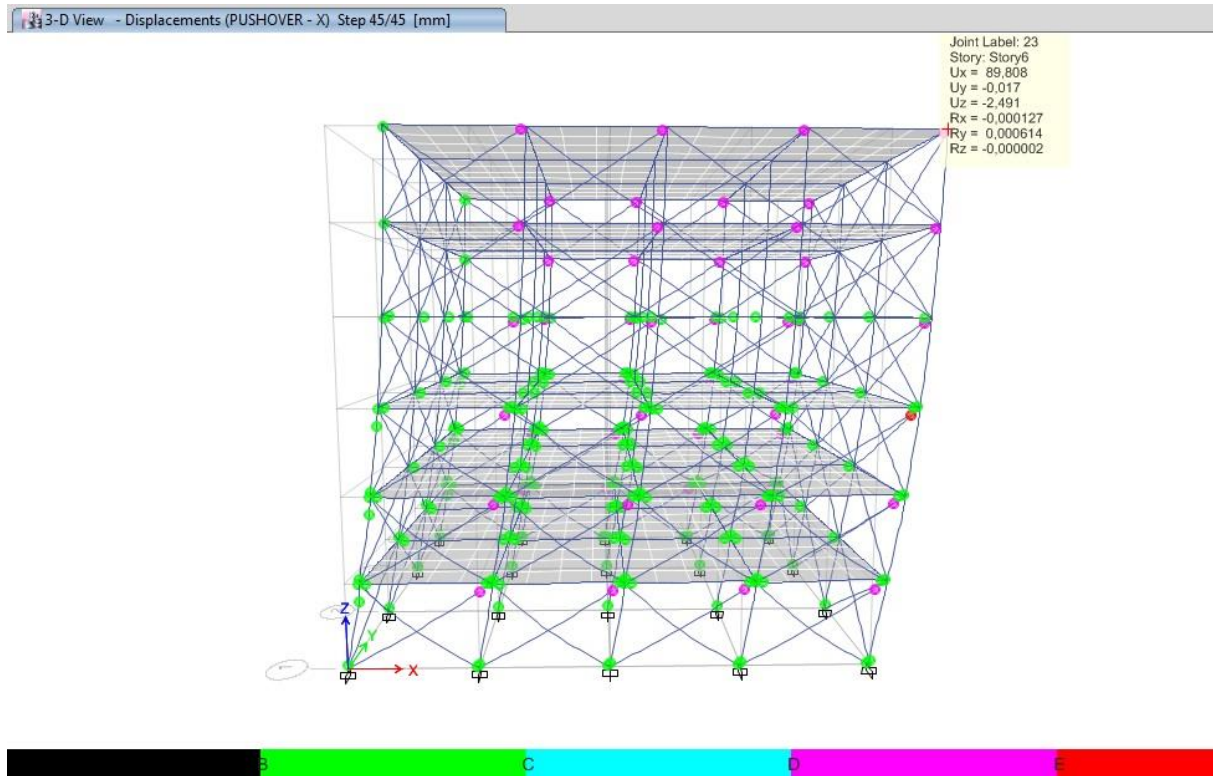 3-D View - Displacements (PUSHOVER - X) Step 45/45 [mm]
Joint Label: 23
Story: Story6
Ux = 89,808
Uy = -0,017
Uz = -2,491
Rx = -0,000127
Ry = 0,000614
Rz = -0,000002
Z
Y
X
B
C
D
E